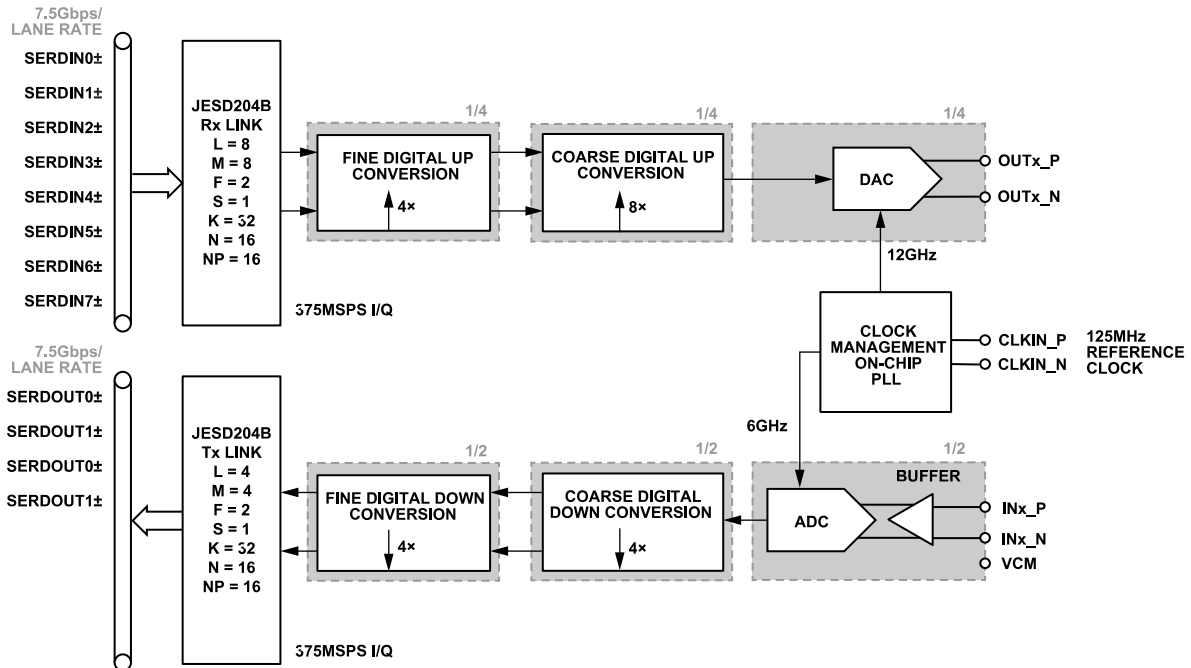 7.5Gbps/
LANE RATE
SERDIN0±
SERDIN1±
SERDIN2±
SERDIN3±
SERDIN4±
SERDIN5±
SERDIN6±
SERDIN7±
JESD204B
Rx LINK
L = 8
M = 8
F = 2
S = 1
K = 32
N = 16
NP = 16
375MSPS I/Q
1/4
FINE DIGITAL UP
CONVERSION
4×
1/4
COARSE DIGITAL UP
CONVERSION
8×
1/4
DAC
OUTx_P
OUTx_N
12GHz
CLOCK
MANAGEMENT
ON-CHIP
PLL
CLKIN_P
CLKIN_N
125MHz
REFERENCE
CLOCK
6GHz
7.5Gbps/
LANE RATE
SERDOUT0±
SERDOUT1±
SERDOUT0±
SERDOUT1±
JESD204B
Tx LINK
L = 4
M = 4
F = 2
S = 1
K = 32
N = 16
NP = 16
375MSPS I/Q
1/2
FINE DIGITAL DOWN
CONVERSION
4×
1/2
COARSE DIGITAL
DOWN CONVERSION
4×
1/2
BUFFER
ADC
INx_P
INx_N
VCM